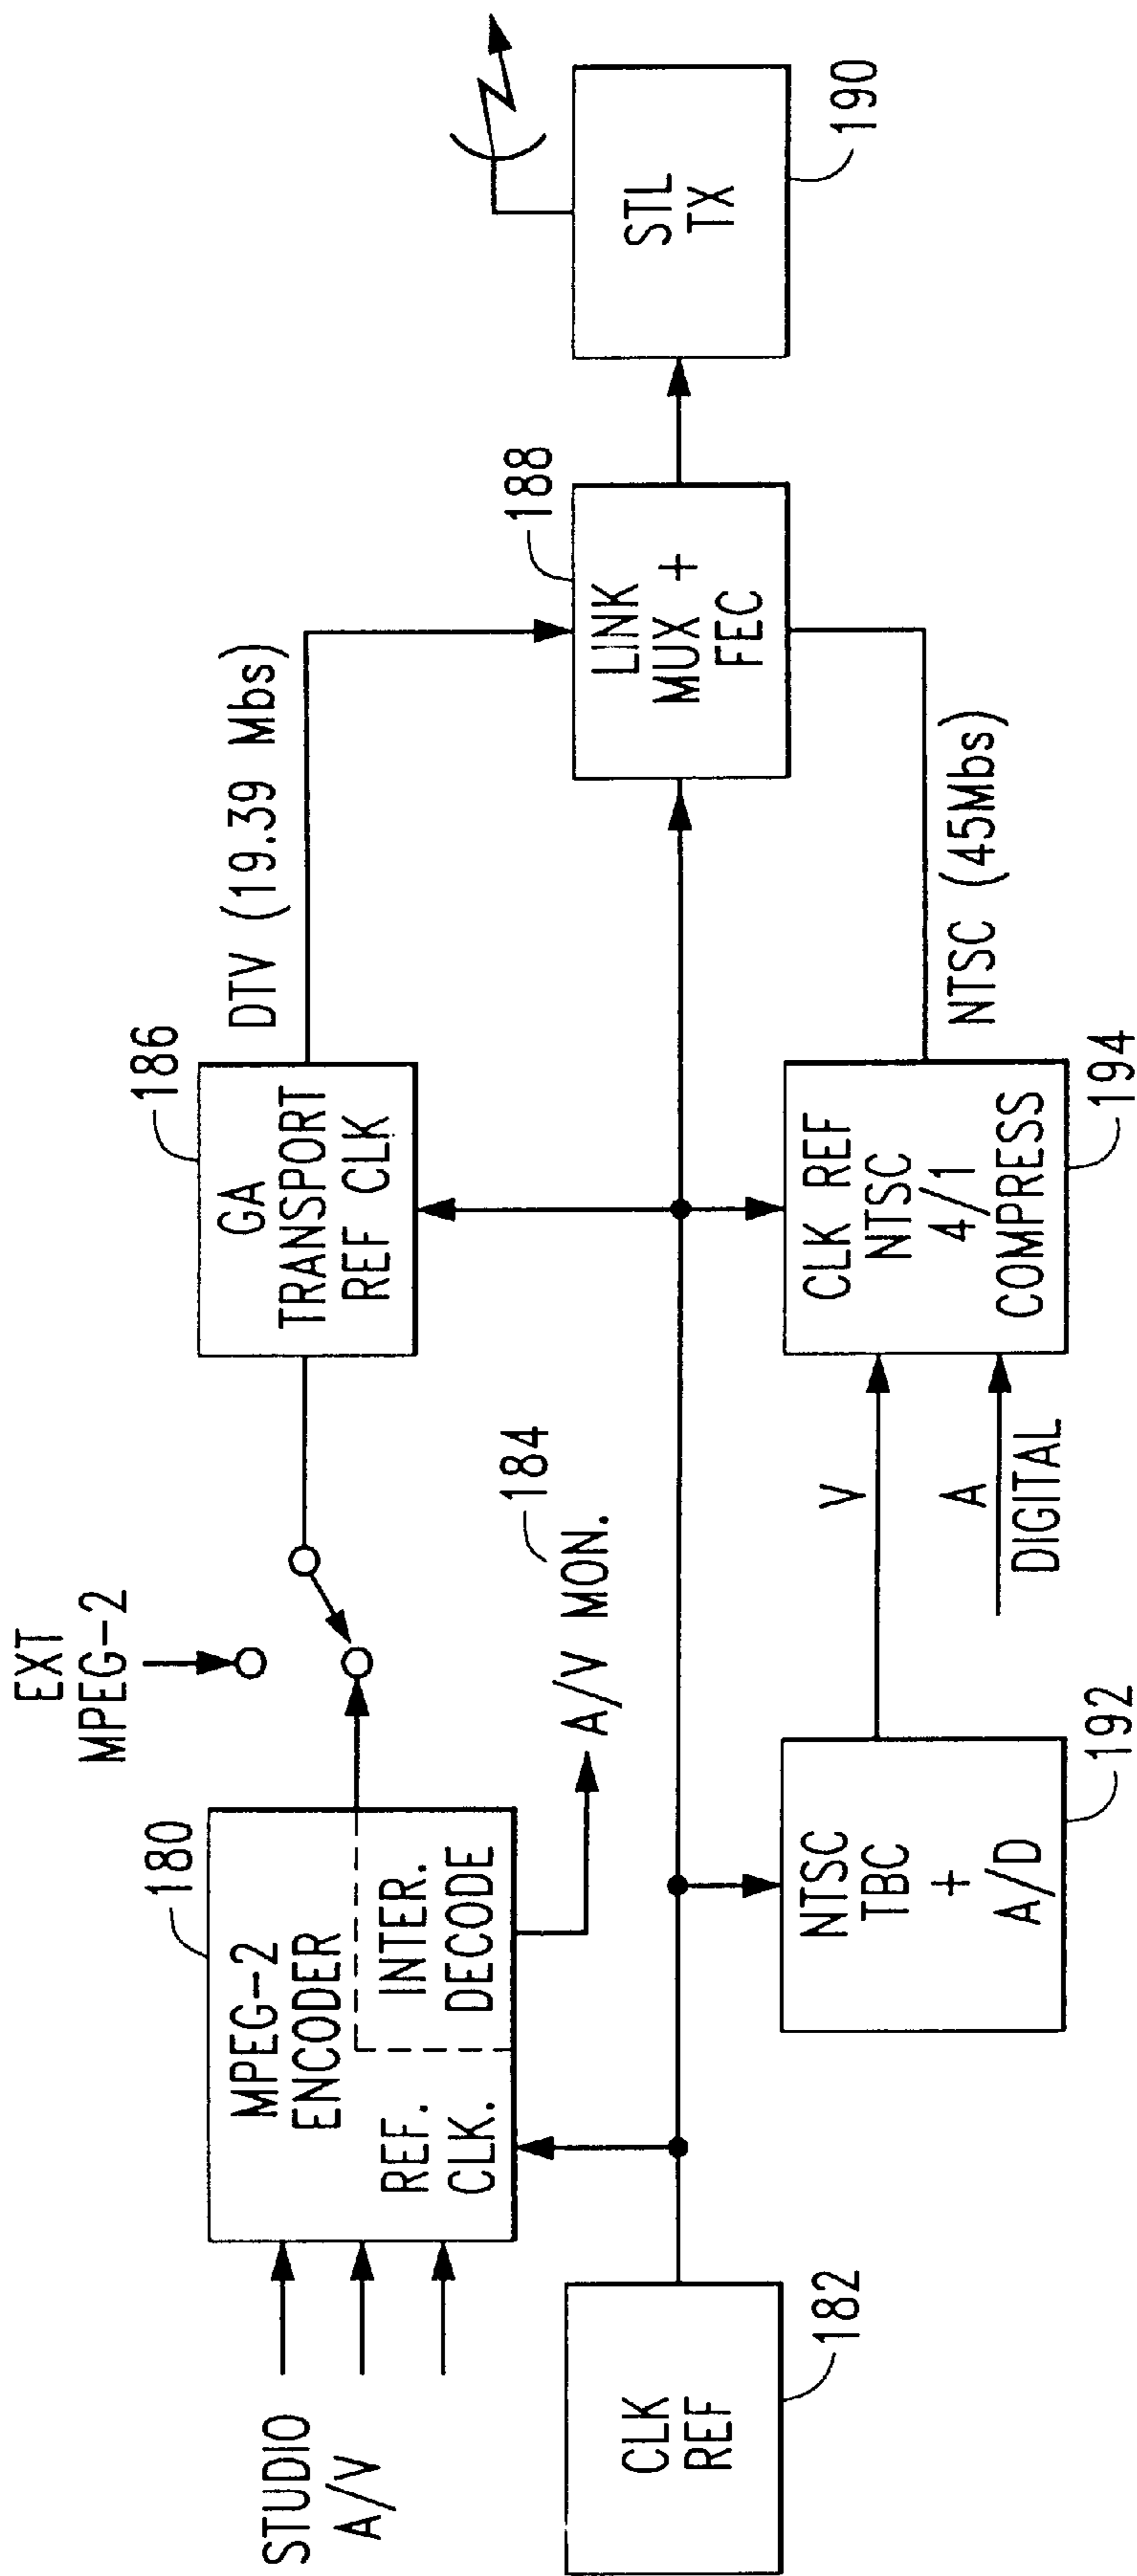 STUDIO
A/V
180
MPEG-2
ENCODER
REF.
CLK.
INTER.
DECODE
EXT
MPEG-2
184
A/V MON.
186
GA
TRANSPORT
REF CLK
DTV (19.39 Mbs)
188
LINK
MUX +
FEC
STL
TX
190
CLK
REF
182
NTSC
TBC
+
A/D
192
V
A
DIGITAL
CLK REF
NTSC
4/1
COMPRESS
194
NTSC (45Mbs)